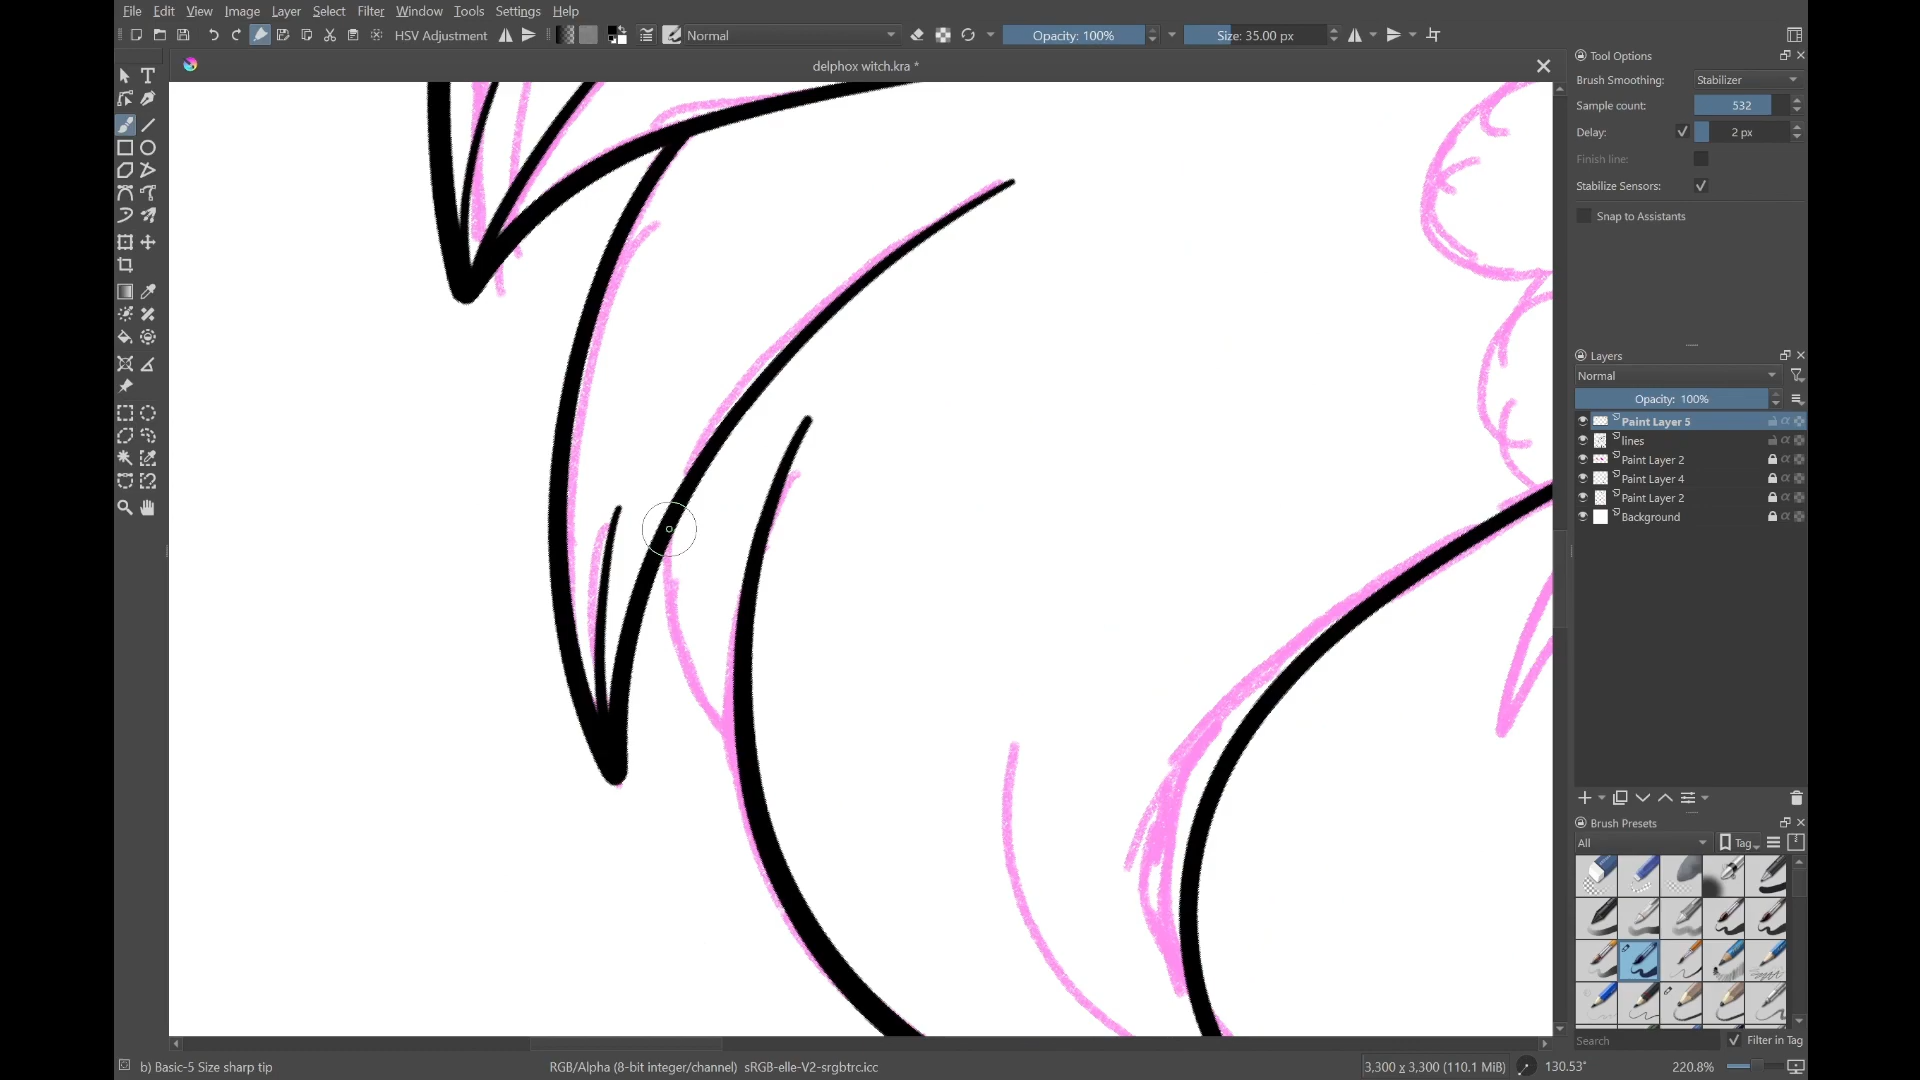 File Edit View Image Layer Select Filter Window Tools Settings Help
HSV Adjustment Normal Opacity: 100% Size: 35.00 px
delphox witch.kra *
Tool Options
Brush Smoothing: Stabilizer
Sample count: 532
Delay: 2 px
Finish line:
Stabilize Sensors:
Snap to Assistants
Layers
Normal
Opacity: 100%
Paint Layer 5
lines
Paint Layer 2
Paint Layer 4
Paint Layer 2
Background
Brush Presets
All Tag
Search Filter in Tag
b) Basic-5 Size sharp tip RGB/Alpha (8-bit integer/channel) sRGB-elle-V2-srgbtrc.icc 3,300 x 3,300 (110.1 MiB) 130.53° 220.8%